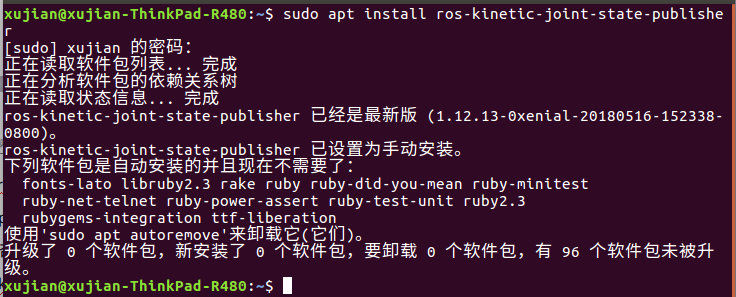 xujian@xujian-ThinkPad-R480:~$ sudo apt install ros-kinetic-joint-state-publishe
r
[sudo] xujian 的密码：
正在读取软件包列表... 完成
正在分析软件包的依赖关系树
正在读取状态信息... 完成
ros-kinetic-joint-state-publisher 已经是最新版 (1.12.13-0xenial-20180516-152338-
0800)。
ros-kinetic-joint-state-publisher 已设置为手动安装。
下列软件包是自动安装的并且现在不需要了：
fonts-lato libruby2.3 rake ruby ruby-did-you-mean ruby-minitest
ruby-net-telnet ruby-power-assert ruby-test-unit ruby2.3
rubygems-integration ttf-liberation
使用'sudo apt autoremove'来卸载它(它们)。
升级了 0 个软件包，新安装了 0 个软件包，要卸载 0 个软件包，有 96 个软件包未被升
级。
xujian@xujian-ThinkPad-R480:~$